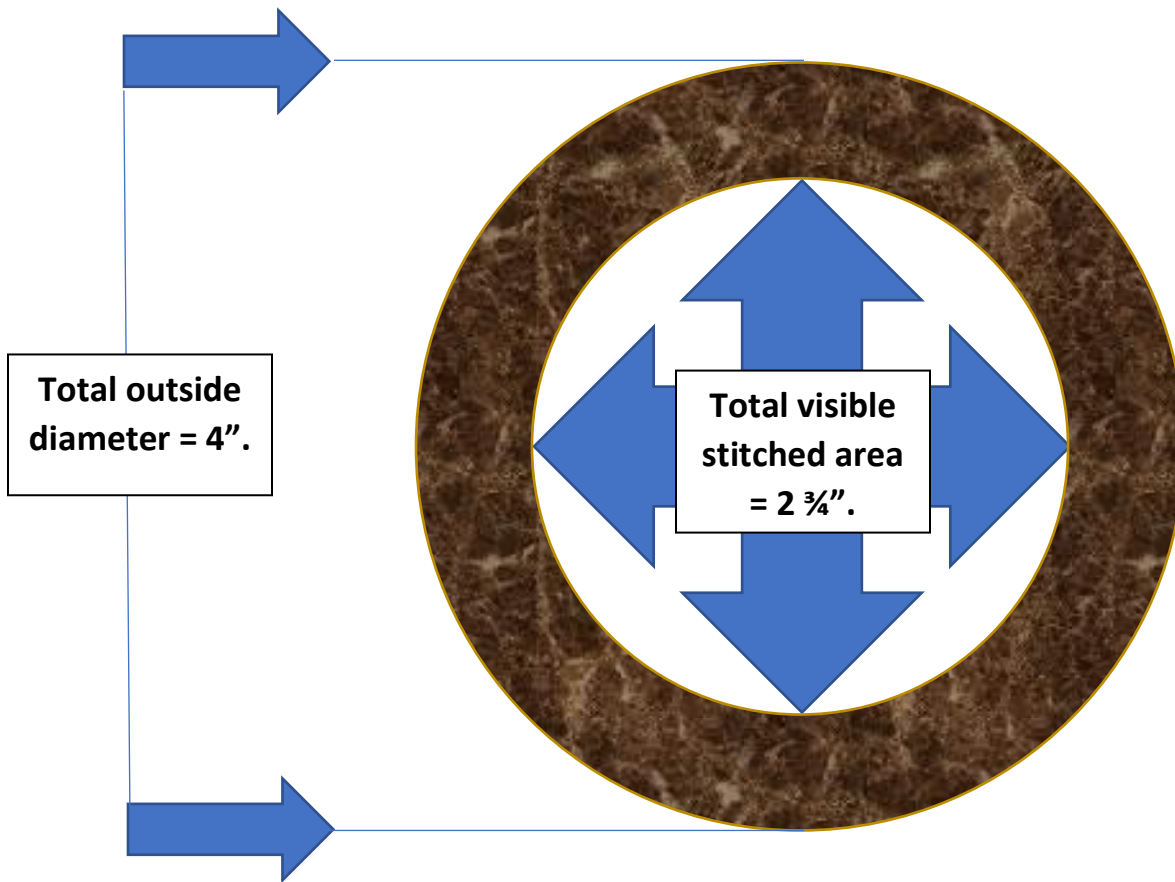 Total outside
diameter = 4”.
Total visible
stitched area
= 2 ¾”.